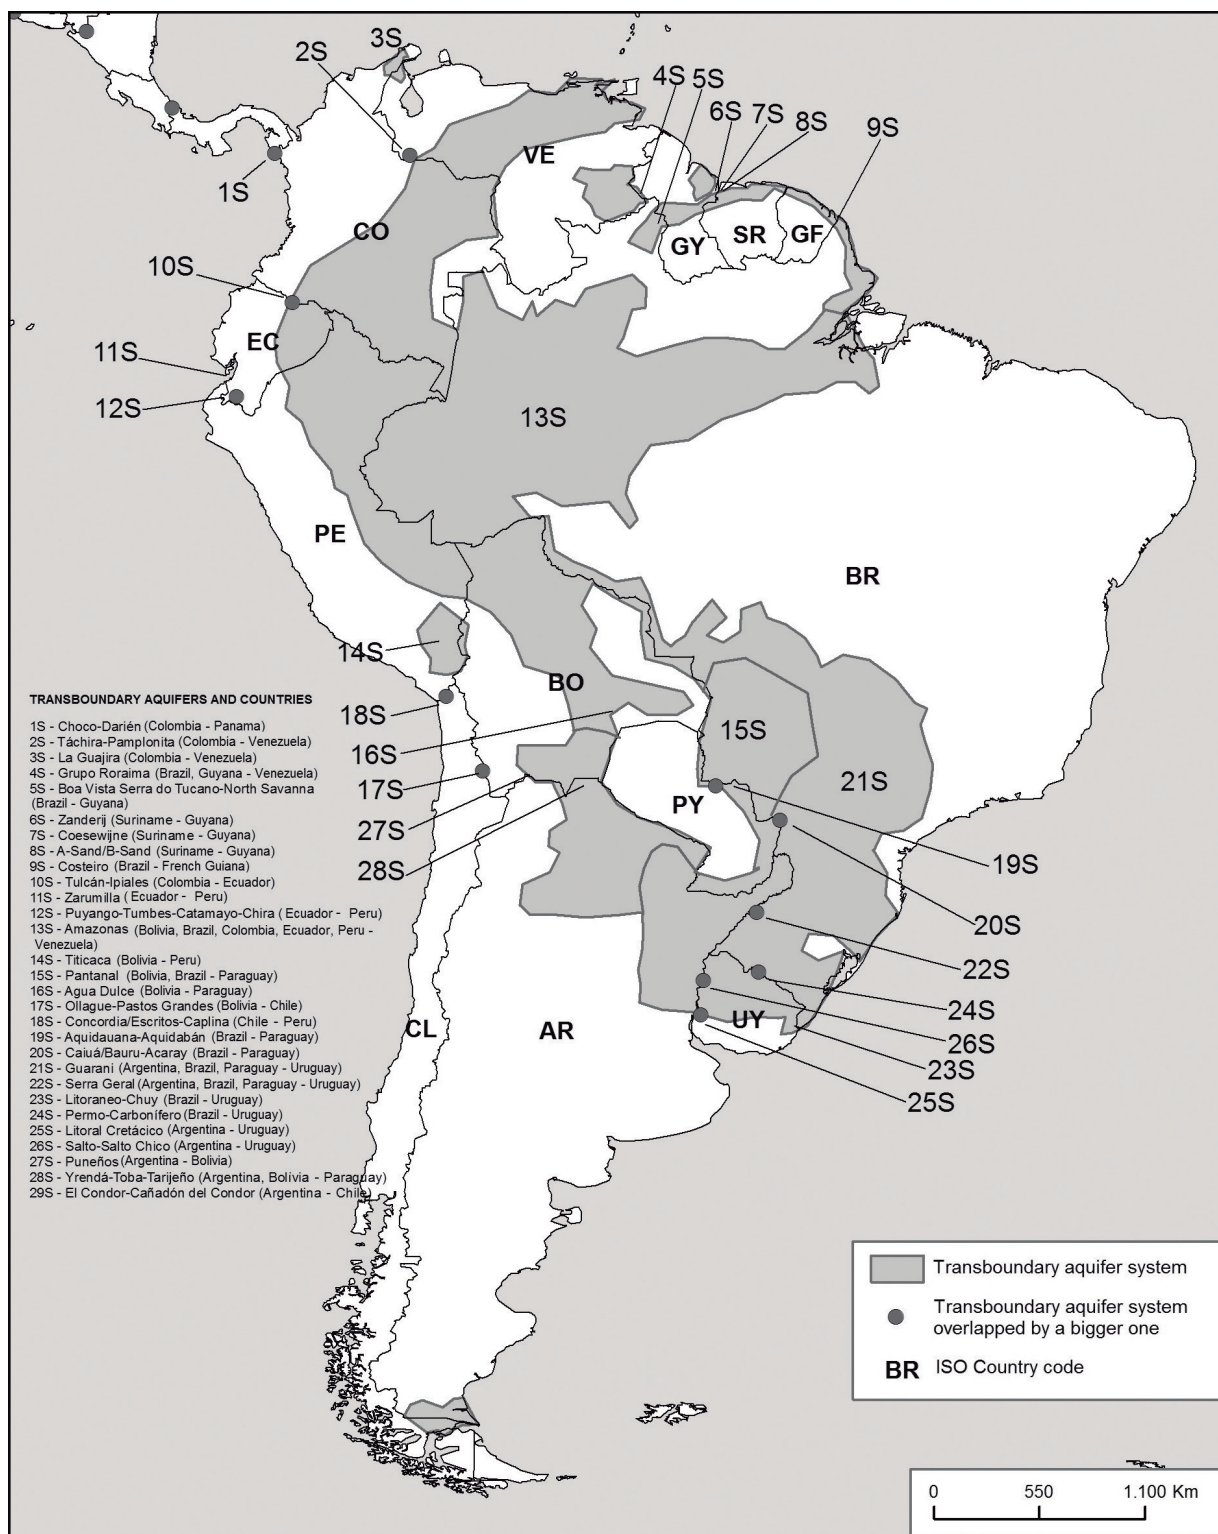 3S
2S
4S
5S
6S
7S
8S
9S
VE
1S
CO
GY
SR
GF
10S
EC
11S
12S
13S
PE
BR
14S
BO
18S
15S
16S
21S
17S
PY
27S
28S
19S
20S
22S
24S
CL
AR
UY
26S
23S
25S
TRANSBOUNDARY AQUIFERS AND COUNTRIES
1S - Choco-Darién (Colombia - Panama)
2S - Táchira-Pamplonita (Colombia - Venezuela)
3S - La Guajira (Colombia - Venezuela)
4S - Grupo Roraima (Brazil, Guyana - Venezuela)
5S - Boa Vista Serra do Tucano-North Savanna
(Brazil - Guyana)
6S - Zanderij (Suriname - Guyana)
7S - Coesewijne (Suriname - Guyana)
8S - A-Sand/B-Sand (Suriname - Guyana)
9S - Costeiro (Brazil - French Guiana)
10S - Tulcán-Ipiales (Colombia - Ecuador)
11S - Zarumilla (Ecuador - Peru)
12S - Puyango-Tumbes-Catamayo-Chira (Ecuador - Peru)
13S - Amazonas (Bolivia, Brazil, Colombia, Ecuador, Peru -
Venezuela)
14S - Titicaca (Bolivia - Peru)
15S - Pantanal (Bolivia, Brazil - Paraguay)
16S - Agua Dulce (Bolivia - Paraguay)
17S - Ollague-Pastos Grandes (Bolivia - Chile)
18S - Concordia/Escritos-Caplina (Chile - Peru)
19S - Aquidauana-Aquidabán (Brazil - Paraguay)
20S - Caiuá/Bauru-Acaray (Brazil - Paraguay)
21S - Guarani (Argentina, Brazil, Paraguay - Uruguay)
22S - Serra Geral (Argentina, Brazil, Paraguay - Uruguay)
23S - Litoraneo-Chuy (Brazil - Uruguay)
24S - Permo-Carbonífero (Brazil - Uruguay)
25S - Litoral Cretácico (Argentina - Uruguay)
26S - Salto-Salto Chico (Argentina - Uruguay)
27S - Puneños (Argentina - Bolivia)
28S - Yrendá-Toba-Tarijeño (Argentina, Bolívia - Paraguay)
29S - El Condor-Cañadón del Condor (Argentina - Chile)
Transboundary aquifer system
Transboundary aquifer system
overlapped by a bigger one
BR ISO Country code
0 550 1.100 Km